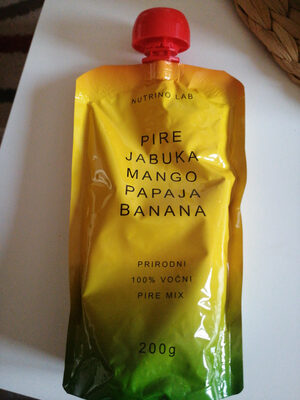 NUTRINO LAB
PIRE
JABUKA
MANGO
PAPAJA
BANANA
PRIRODNI
100% VOĆNI
PIRE MIX
200g